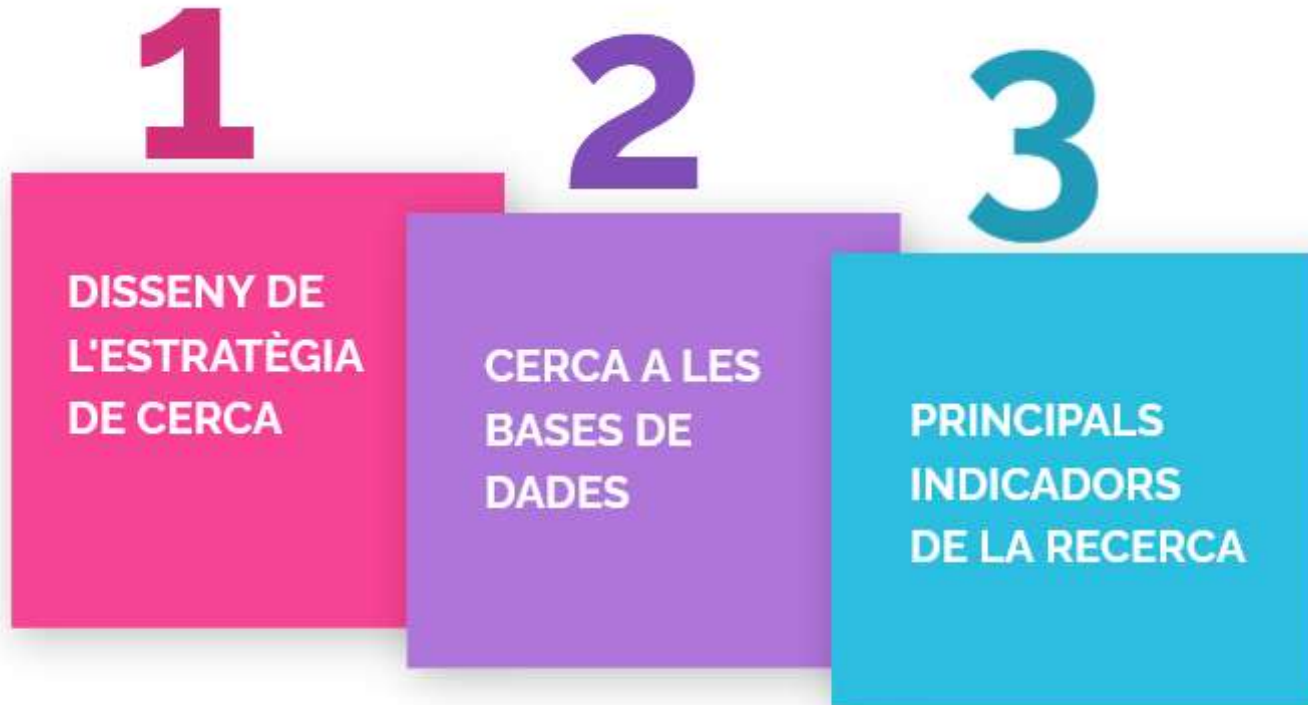 1
DISSENY DE
L'ESTRATÈGIA
DE CERCA
2
CERCA A LES
BASES DE
DADES
3
PRINCIPALS
INDICADORS
DE LA RECERCA